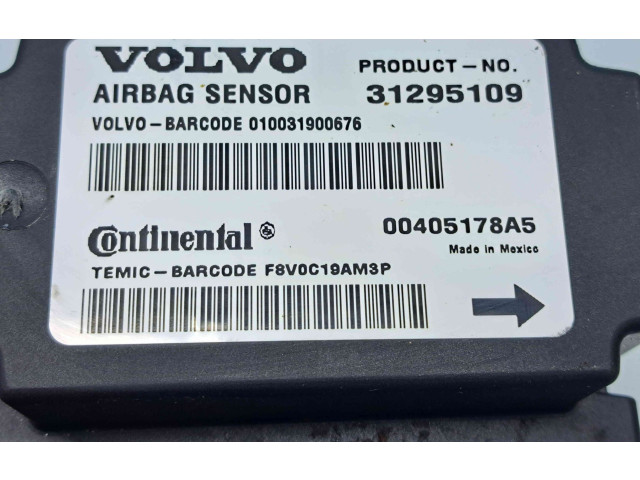 VOLVO
PRODUCT-NO.
AIRBAG SENSOR 31295109
VOLVO-BARCODE 010031900676
Continental 00405178A5
Made in Mexico
TEMIC-BARCODE F8V0C19AM3P